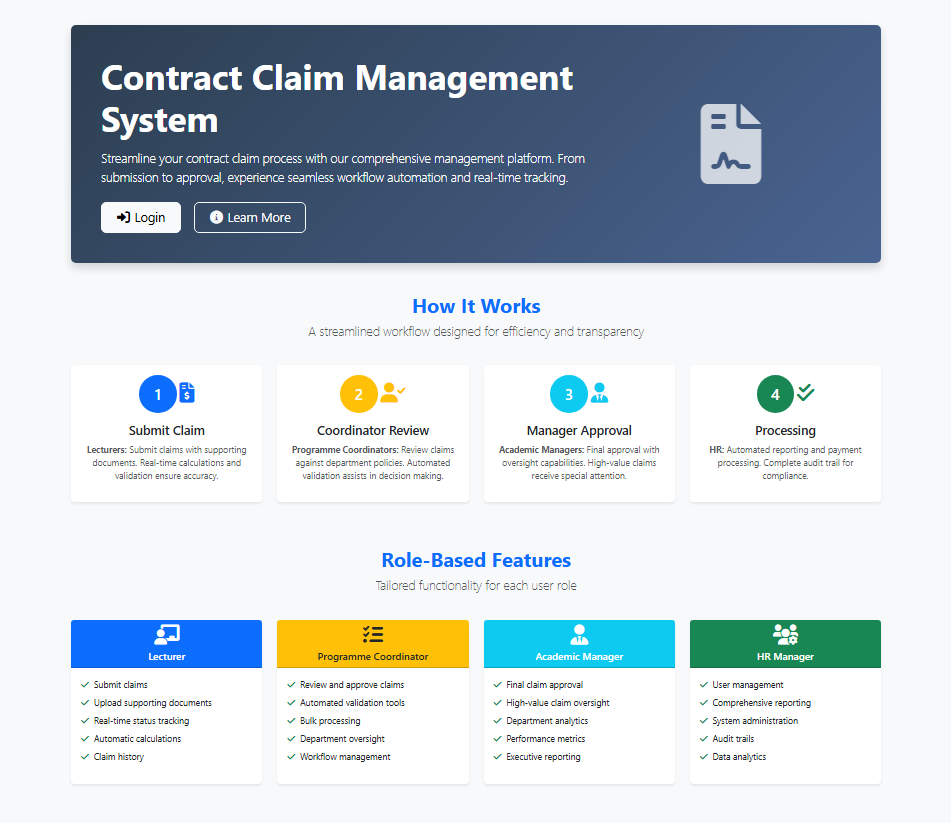 Contract Claim Management
System
Streamline your contract claim process with our comprehensive management platform. From
submission to approval, experience seamless workflow automation and real-time tracking.
Login
Learn More
How It Works
A streamlined workflow designed for efficiency and transparency
1
Submit Claim
Lecturers: Submit claims with supporting
documents. Real-time calculations and
validation ensure accuracy.
2
Coordinator Review
Programme Coordinators: Review claims
against department policies. Automated
validation assists in decision making.
3
Manager Approval
Academic Managers: Final approval with
oversight capabilities. High-value claims
receive special attention.
4
Processing
HR: Automated reporting and payment
processing. Complete audit trail for
compliance.
Role-Based Features
Tailored functionality for each user role
Lecturer
Submit claims
Upload supporting documents
Real-time status tracking
Automatic calculations
Claim history
Programme Coordinator
Review and approve claims
Automated validation tools
Bulk processing
Department oversight
Workflow management
Academic Manager
Final claim approval
High-value claim oversight
Department analytics
Performance metrics
Executive reporting
HR Manager
User management
Comprehensive reporting
System administration
Audit trails
Data analytics